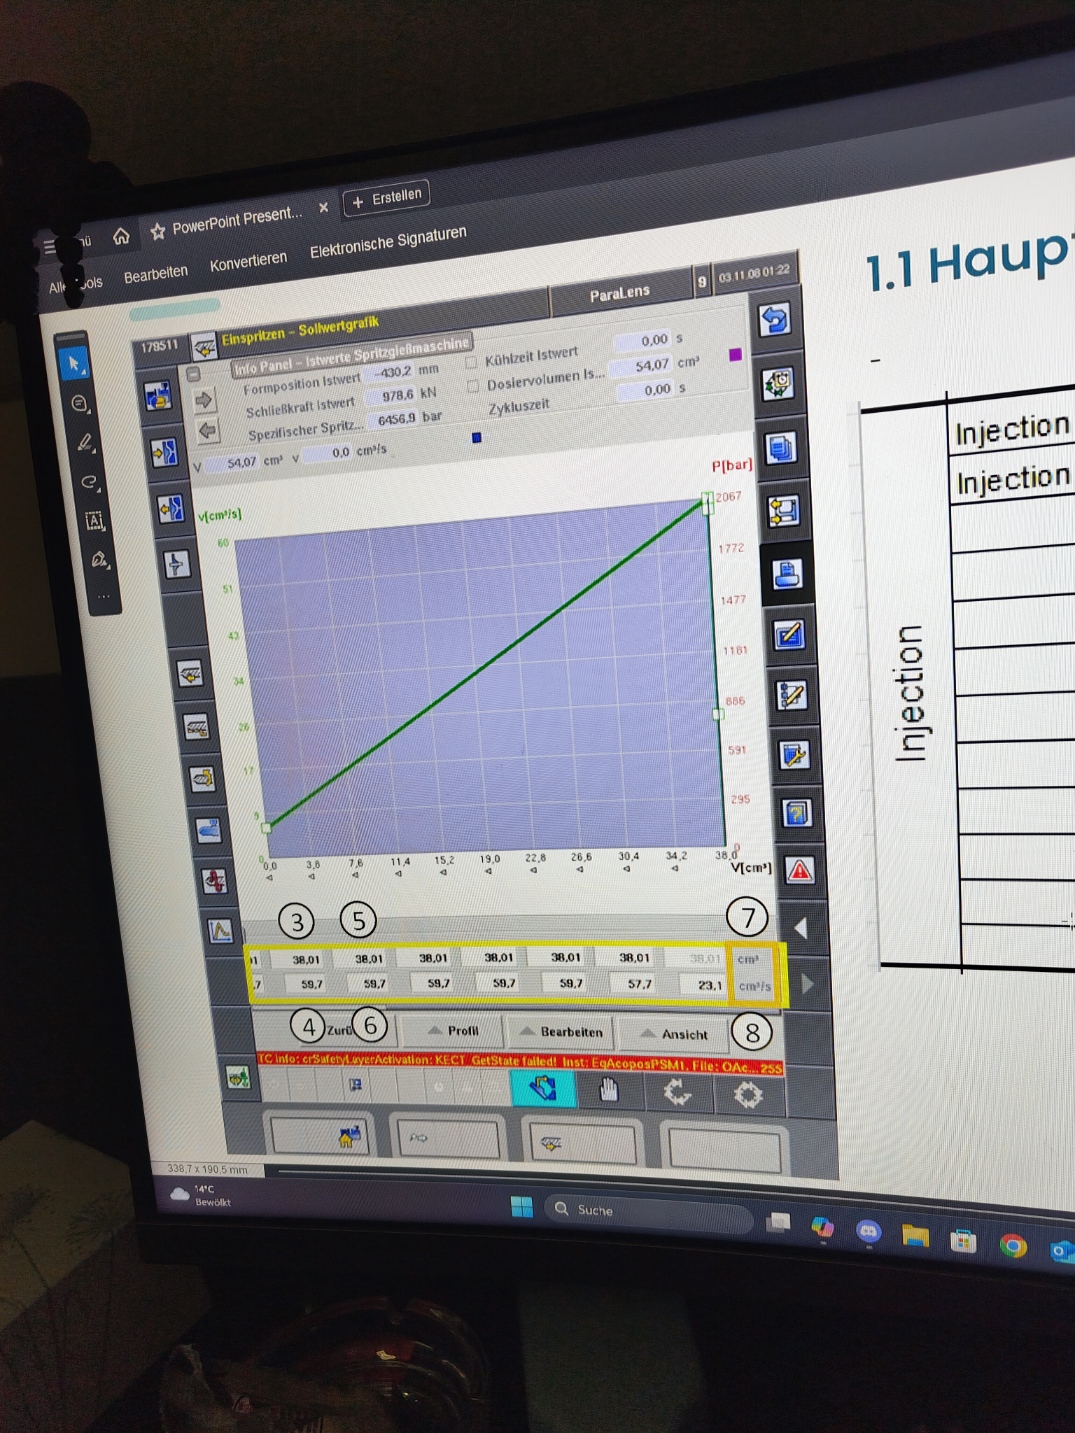 PowerPoint Present...
+ Erstellen
Bearbeiten
Konvertieren
Elektronische Signaturen
1.1 Haup
178511
Einspritzen - Sollwertgrafik
ParaLens
9
03.11.06 01:22
Info Panel - Istwerte Spritzgießmaschine
Formposition Istwert -430,2 mm
Schließkraft Istwert 978,6 kN
Spezifischer Spritz... 6456,9 bar
Kühlzeit Istwert 0,00 s
Dosiervolumen Is... 54,07 cm³
Zykluszeit 0,00 s
V 54,07 cm³ v 0,0 cm³/s
v[cm³/s]
P[bar]
60
51
43
34
26
17
9
0
2067
1772
1477
1181
886
591
295
0
0,0 3,8 7,6 11,4 15,2 19,0 22,8 26,6 30,4 34,2 38,0
V[cm³]
3 5 7
38,01 38,01 38,01 38,01 38,01 38,01 38,01 cm³
,7 59,7 59,7 59,7 59,7 59,7 57,7 23,1 cm³/s
4 6 8
Profil
Bearbeiten
Ansicht
TC Info: crSafetyLayerActivation: KECT_GetState failed! Inst: EqAcoposPSM1, File: OAc... 255
338,7 x 190,5 mm
14°C
Bewölkt
Suche
Injection
Injection
Injection